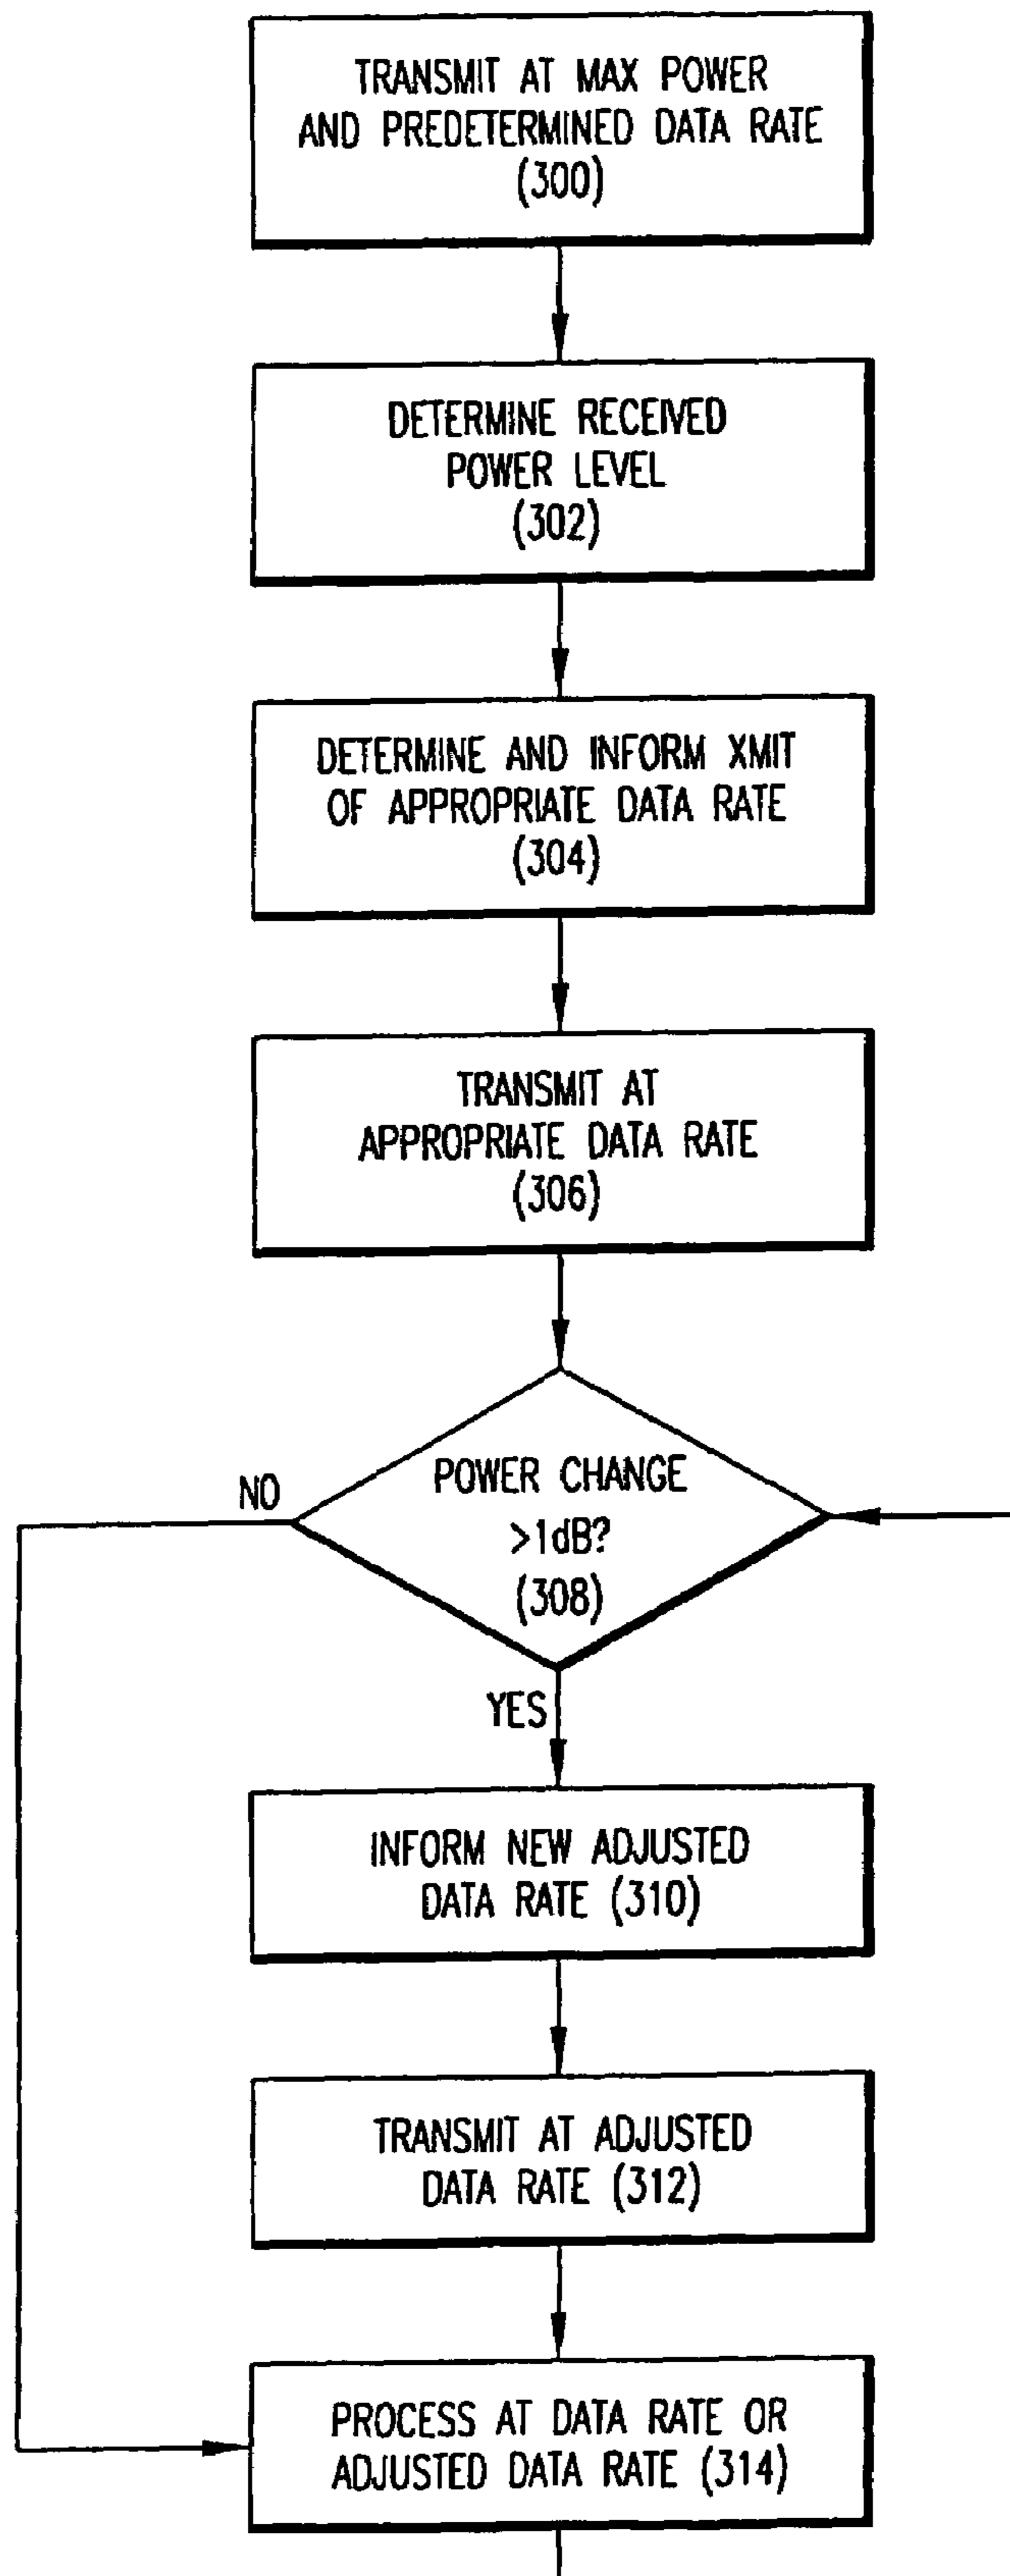 TRANSMIT AT MAX POWER
AND PREDETERMINED DATA RATE
(300)
DETERMINE RECEIVED
POWER LEVEL
(302)
DETERMINE AND INFORM XMIT
OF APPROPRIATE DATA RATE
(304)
TRANSMIT AT
APPROPRIATE DATA RATE
(306)
NO
POWER CHANGE
>1dB?
(308)
YES
INFORM NEW ADJUSTED
DATA RATE (310)
TRANSMIT AT ADJUSTED
DATA RATE (312)
PROCESS AT DATA RATE OR
ADJUSTED DATA RATE (314)